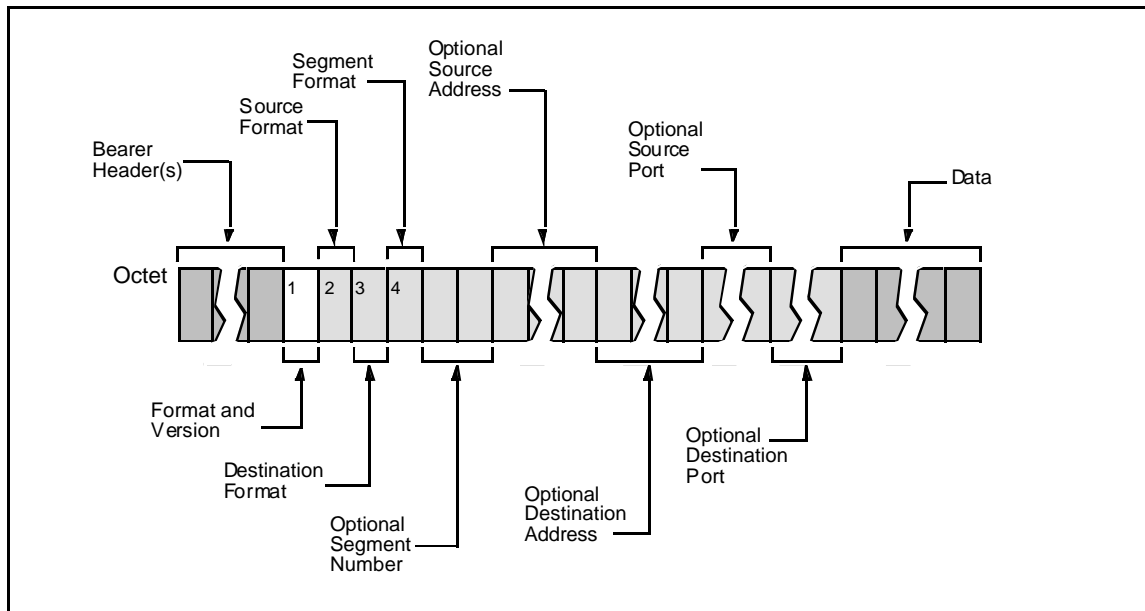 Optional
Source
Address
Segment
Format
Source
Format
Optional
Source
Port
Bearer
Header(s)
Data
Octet
1
2
3
4
Format and
Version
Destination
Format
Optional
Segment
Number
Optional
Destination
Address
Optional
Destination
Port